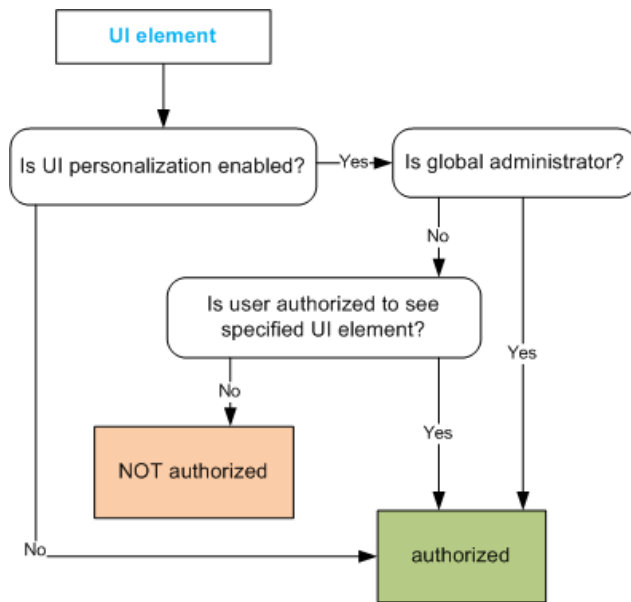 UI element
Is UI personalization enabled?
Yes
Is global administrator?
No
Is user authorized to see
specified UI element?
Yes
No
Yes
NOT authorized
No
authorized